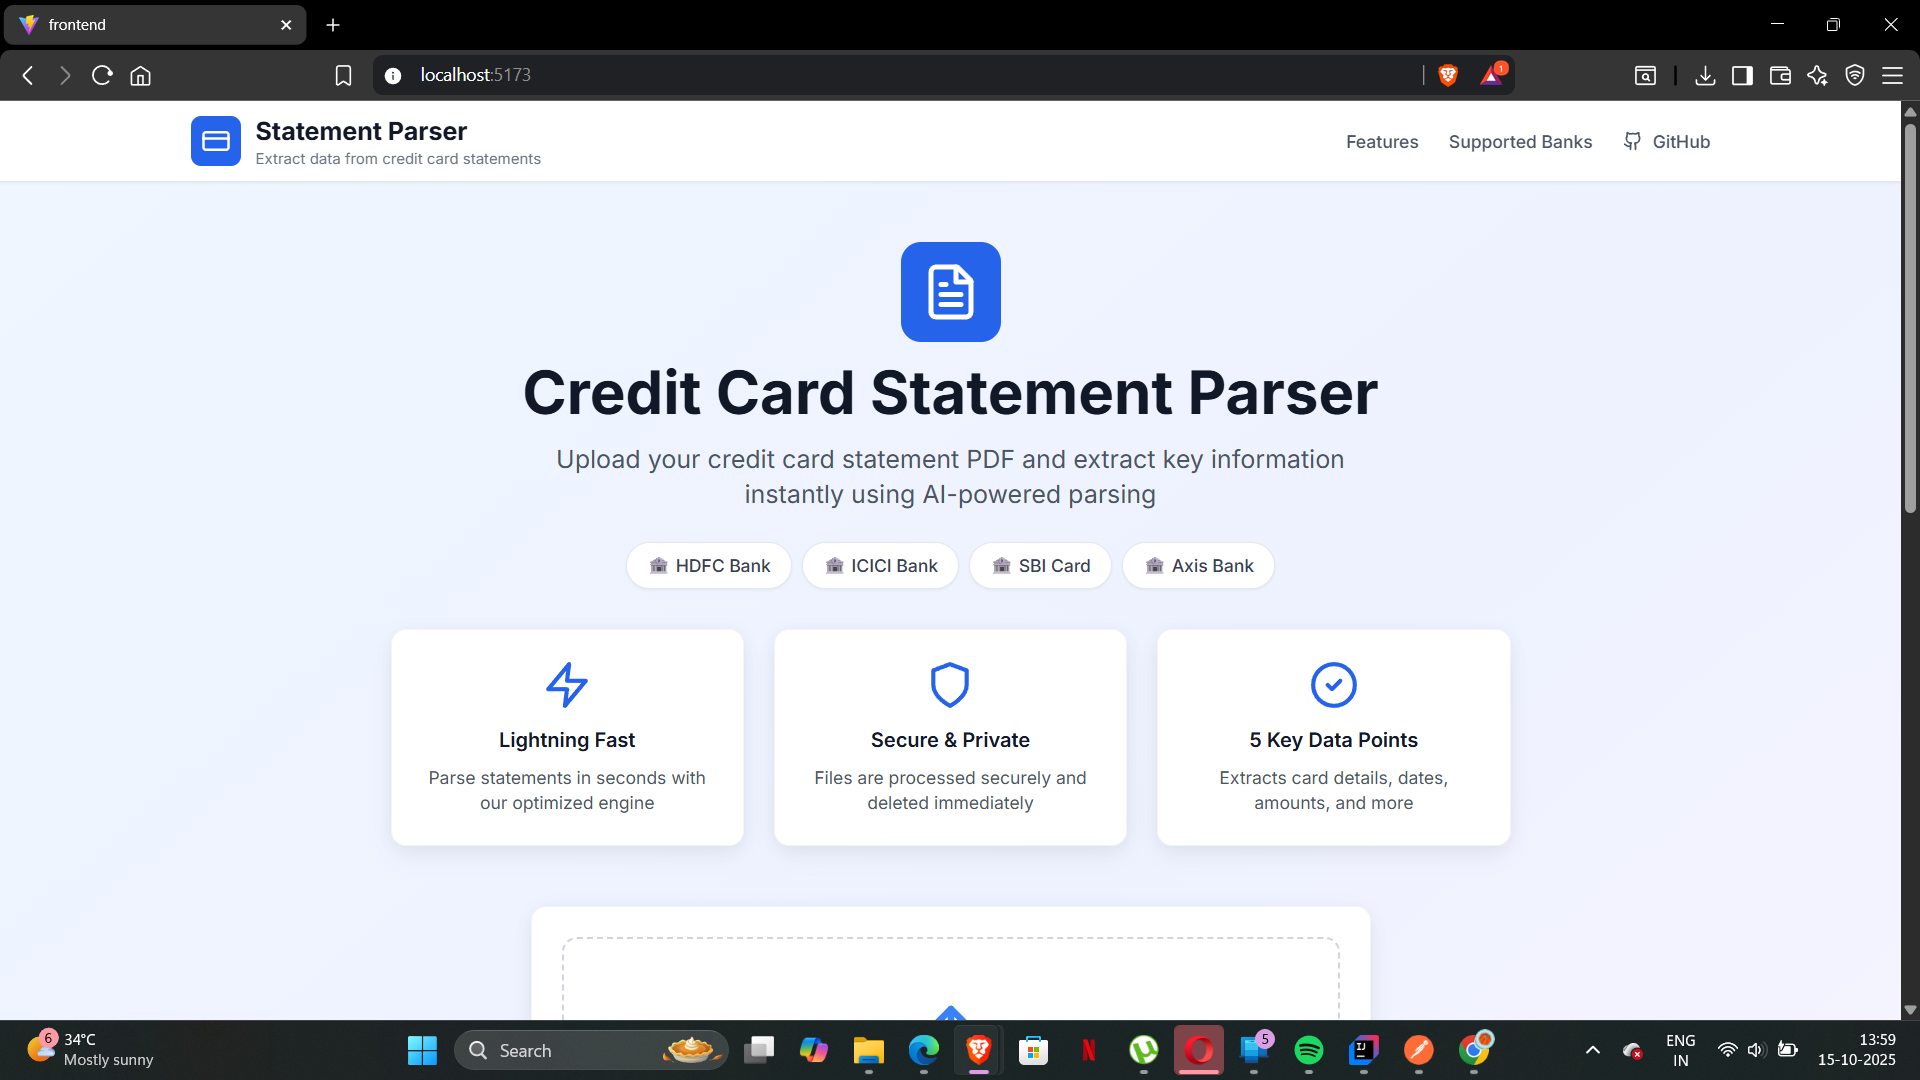 frontend
localhost:5173
1
Statement Parser
Extract data from credit card statements
Features
Supported Banks
GitHub
Credit Card Statement Parser
Upload your credit card statement PDF and extract key information
instantly using AI-powered parsing
HDFC Bank
ICICI Bank
SBI Card
Axis Bank
Lightning Fast
Parse statements in seconds with
our optimized engine
Secure & Private
Files are processed securely and
deleted immediately
5 Key Data Points
Extracts card details, dates,
amounts, and more
6
34°C
Mostly sunny
Search
N
5
IJ
ENG
IN
13:59
15-10-2025